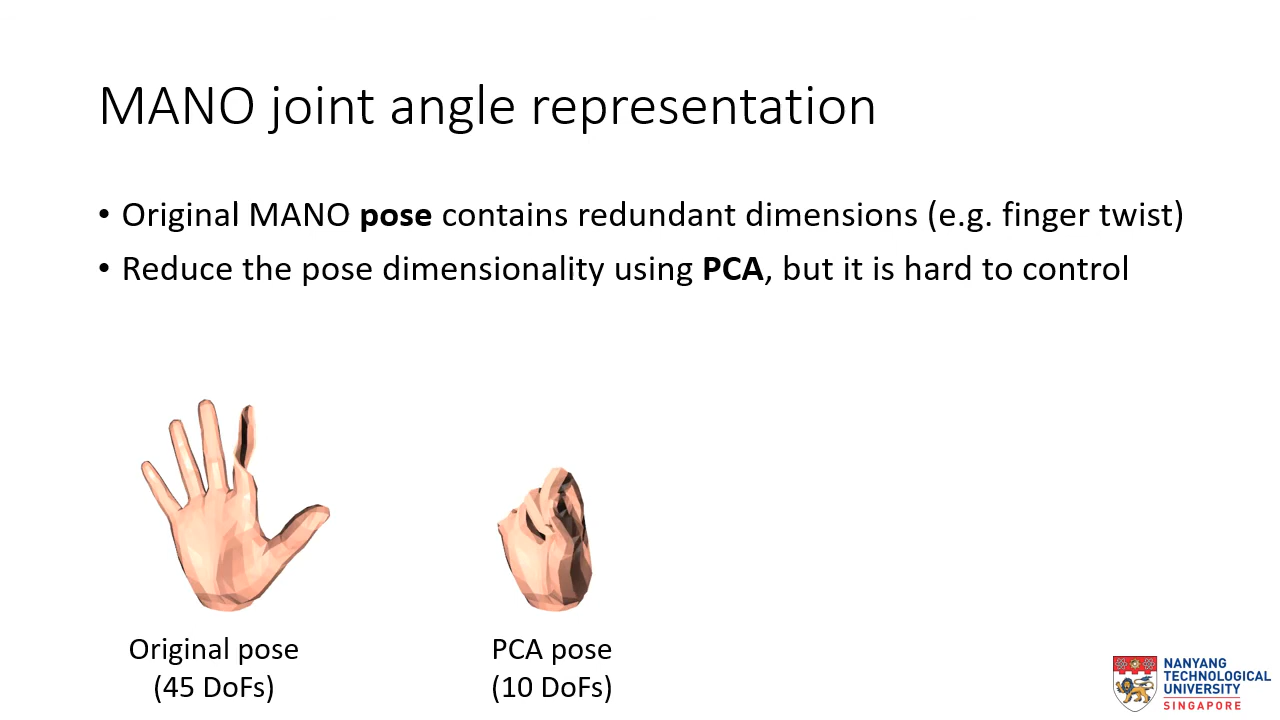 MANO joint angle representation
• Original MANO pose contains redundant dimensions (e.g. finger twist)
• Reduce the pose dimensionality using PCA, but it is hard to control
Original pose
(45 DoFs)
PCA pose
(10 DoFs)
NANYANG
TECHNOLOGICAL
UNIVERSITY
SINGAPORE